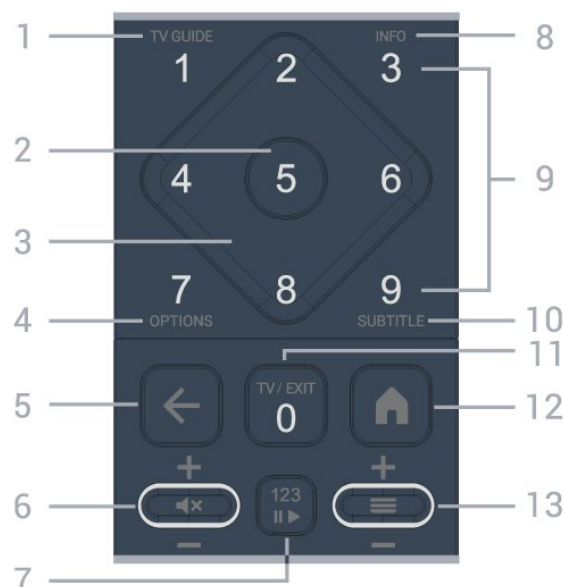 1 TV GUIDE INFO 8
1 2 3
2 4 5 6 9
3
7 8 9
4 OPTIONS SUBTITLE 10
11
TV / EXIT
5 0 12
+ +
6 13
123
− −
7